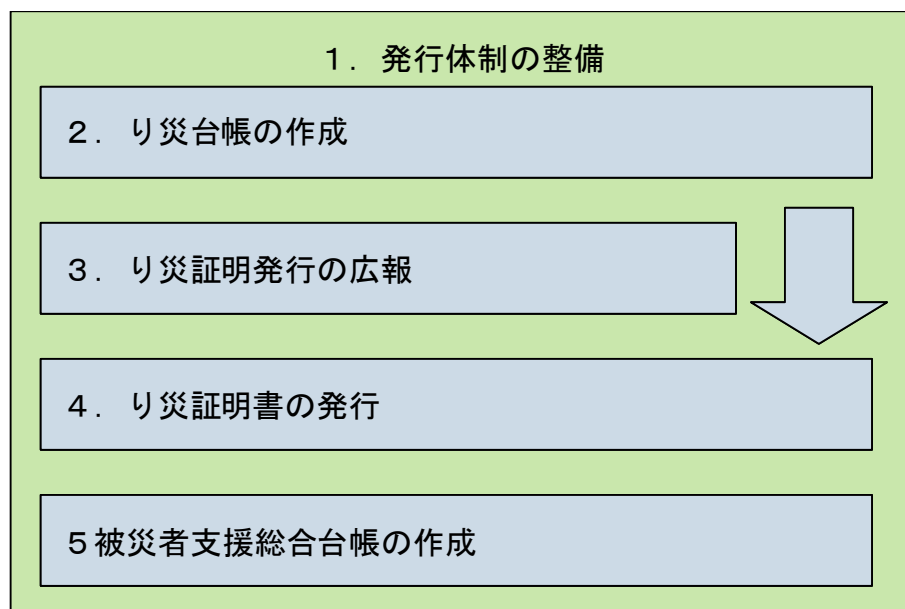 １．発行体制の整備
２．り災台帳の作成
３．り災証明発行の広報
４．り災証明書の発行
５被災者支援総合台帳の作成